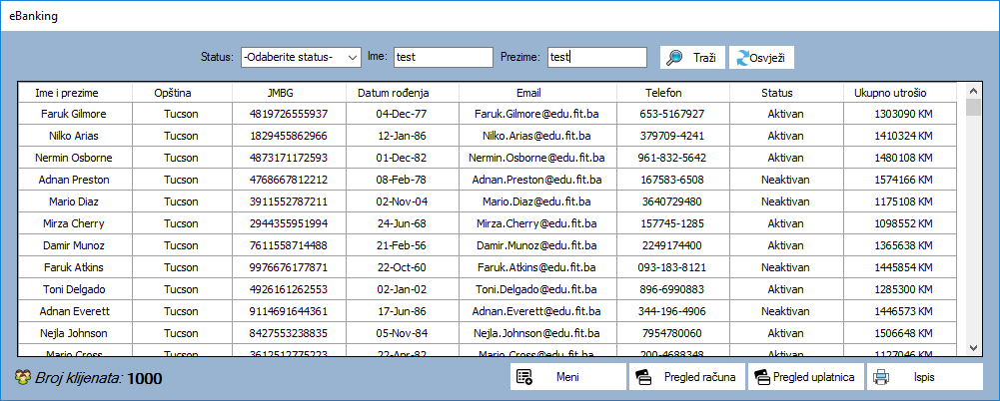 eBanking
Status: -Odaberite status- Ime: test Prezime: test Traži Osvježi
Ime i prezime Opština JMBG Datum rođenja Email Telefon Status Ukupno utrošio
Faruk Gilmore Tucson 4819726555937 04-Dec-77 Faruk.Gilmore@edu.fit.ba 653-5167927 Aktivan 1303090 KM
Nilko Arias Tucson 1829455862966 12-Jan-86 Nilko.Arias@edu.fit.ba 379709-4241 Aktivan 1410324 KM
Nermin Osborne Tucson 4873171172593 01-Dec-82 Nermin.Osborne@edu.fit.ba 961-832-5642 Aktivan 1480108 KM
Adnan Preston Tucson 4768667812212 08-Feb-78 Adnan.Preston@edu.fit.ba 167583-6508 Neaktivan 1574166 KM
Mario Diaz Tucson 3911552787211 02-Nov-04 Mario.Diaz@edu.fit.ba 3640729480 Neaktivan 1175108 KM
Mirza Cherry Tucson 2944355951994 24-Jun-68 Mirza.Cherry@edu.fit.ba 157745-1285 Aktivan 1098552 KM
Damir Munoz Tucson 7611558714488 21-Feb-56 Damir.Munoz@edu.fit.ba 2249174400 Aktivan 1365638 KM
Faruk Atkins Tucson 9976676177871 22-Oct-60 Faruk.Atkins@edu.fit.ba 093-183-8121 Neaktivan 1445854 KM
Toni Delgado Tucson 4926161262553 02-Jan-02 Toni.Delgado@edu.fit.ba 896-6990883 Aktivan 1285300 KM
Adnan Everett Tucson 9114691644361 17-Jun-86 Adnan.Everett@edu.fit.ba 344-196-4906 Neaktivan 1446573 KM
Nejla Johnson Tucson 8427553238835 05-Nov-84 Nejla.Johnson@edu.fit.ba 7954780060 Aktivan 1506648 KM
Mario Cross Tucson 3612512775223 22-Apr-82 Mario.Cross@edu.fit.ba 200-4688348 Aktivan 1127046 KM
Broj klijenata: 1000 Meni Pregled računa Pregled uplatnica Ispis